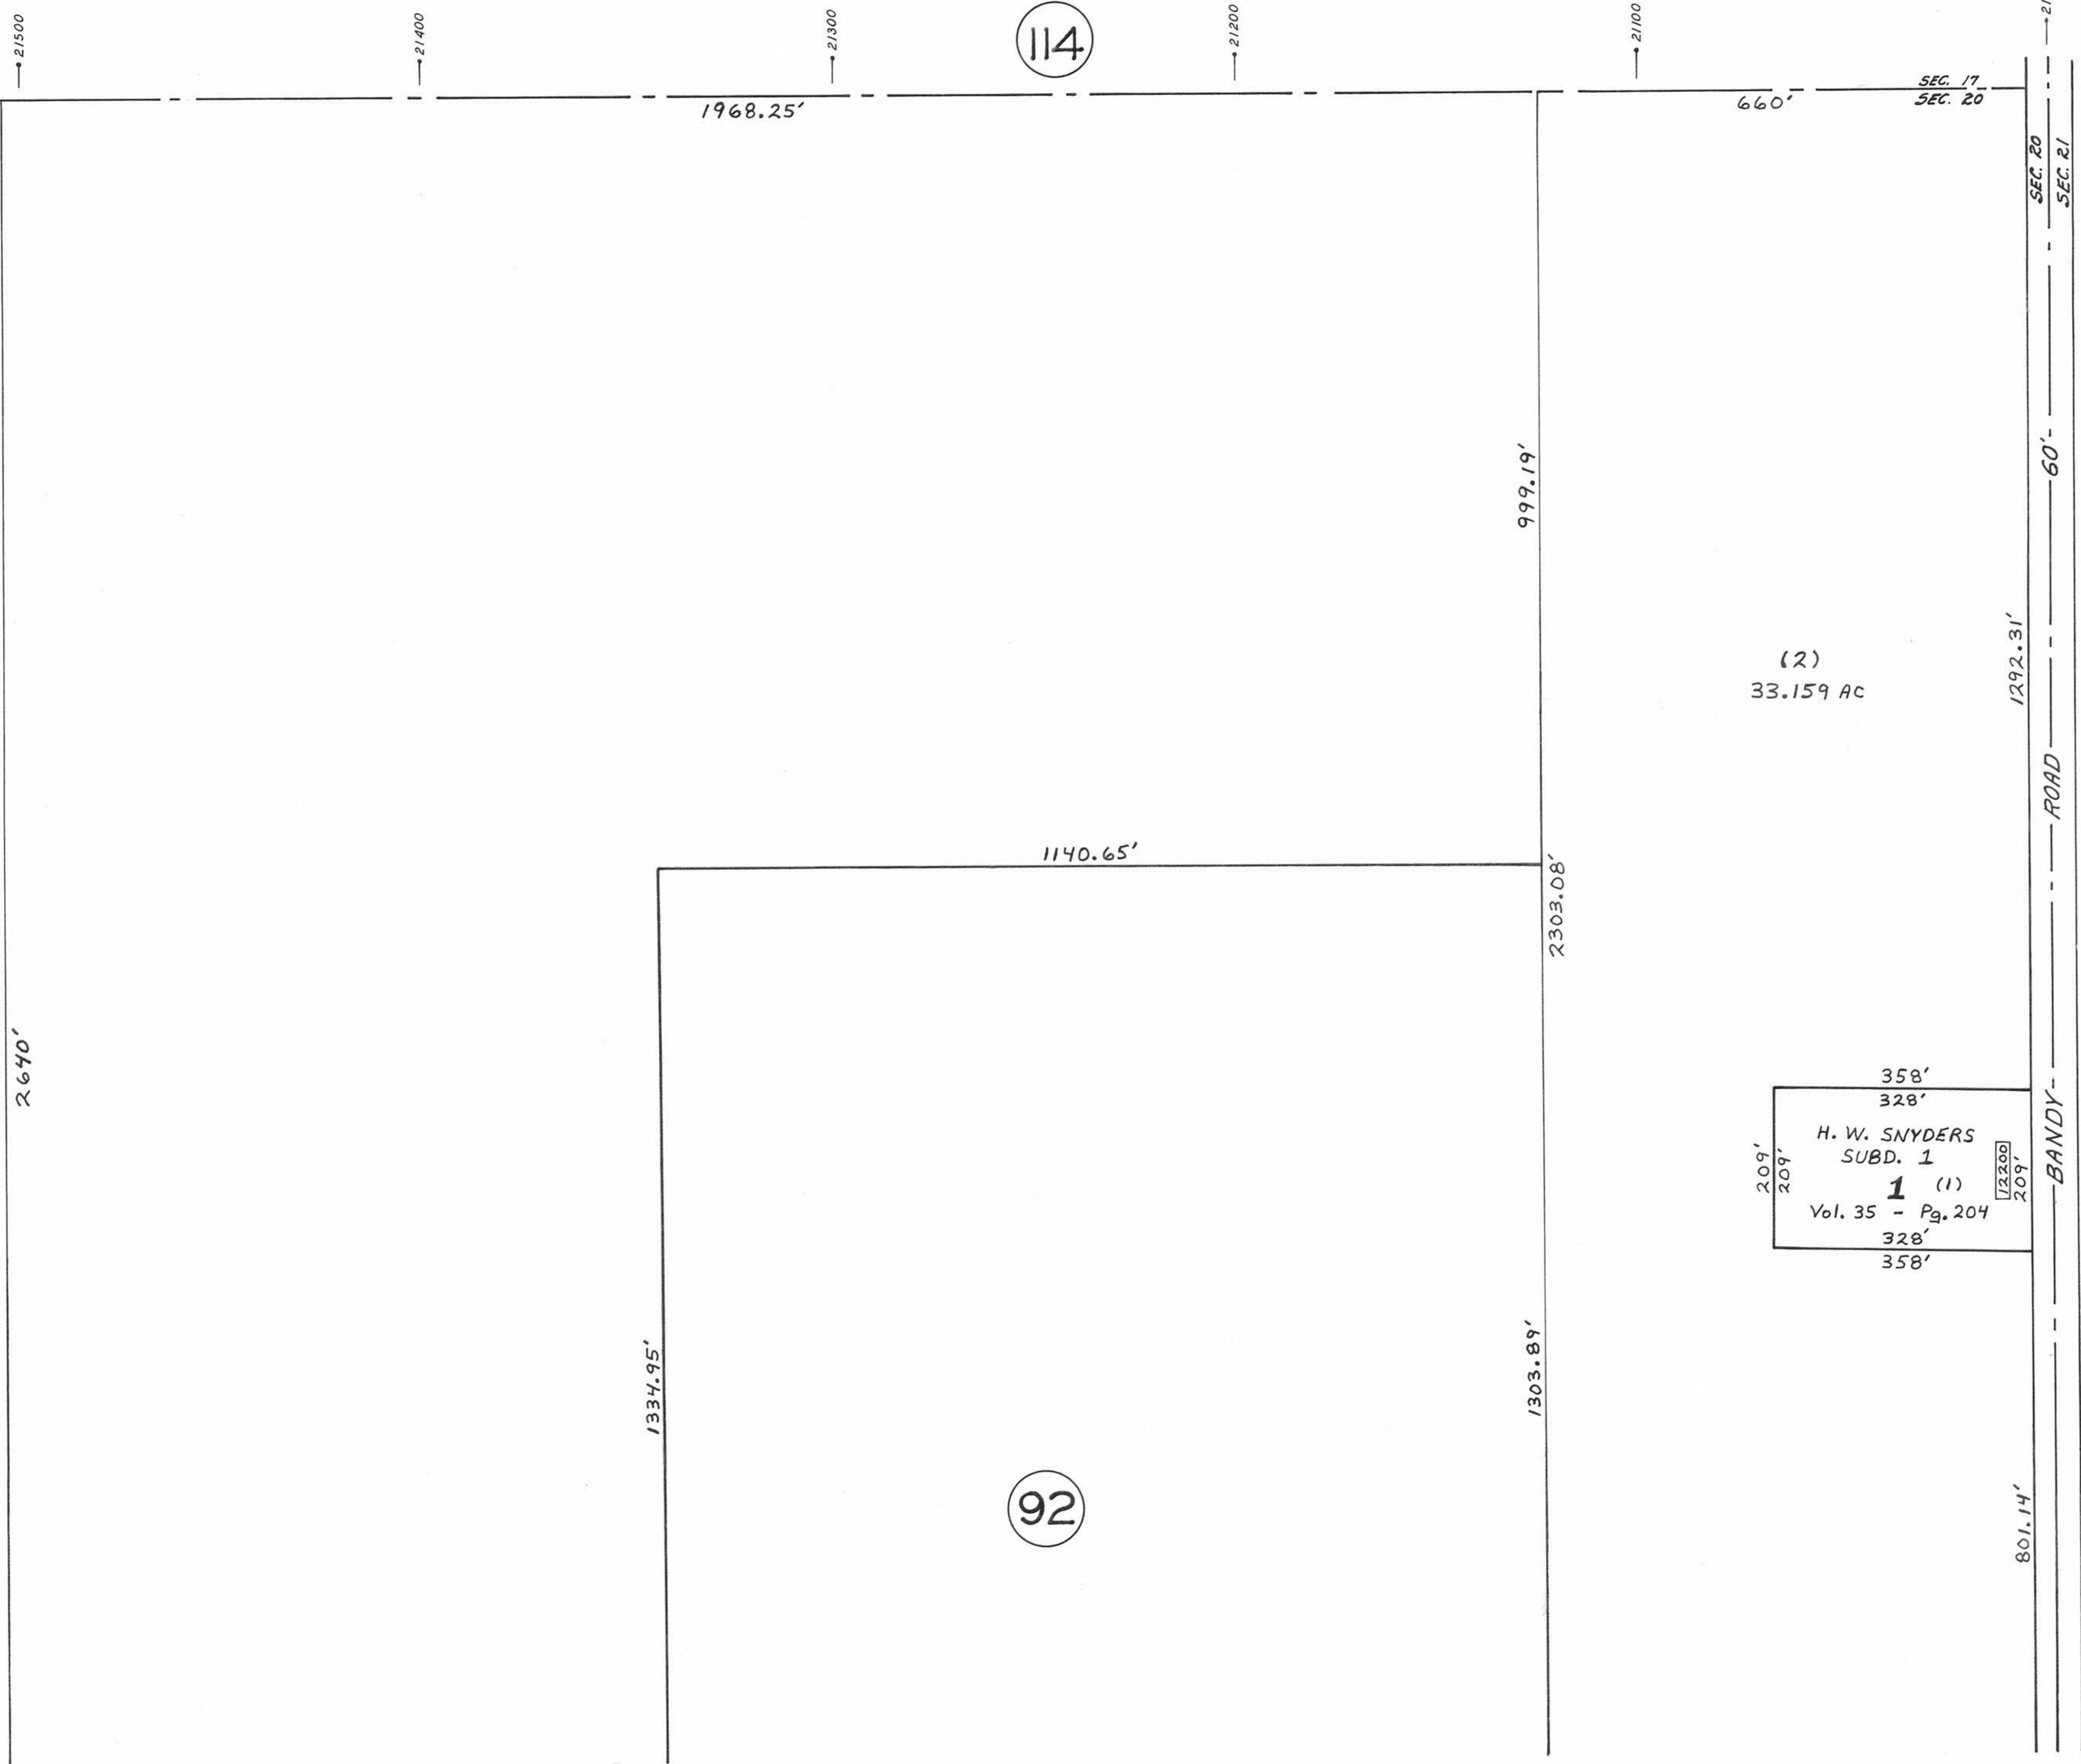 21500
21400
21300
114
21200
21100
21
1968.25'
660'
SEC. 17
SEC. 20
SEC. 20
SEC. 21
999.19'
60'
1292.31'
(2)
33.159 AC
ROAD
1140.65'
2303.08'
2640'
358'
328'
H. W. SNYDERS
SUBD. 1
1 (1)
Vol. 35 - Pg. 204
328'
358'
209'
209'
12200
209'
BANDY
1334.95'
1303.89'
92
801.14'